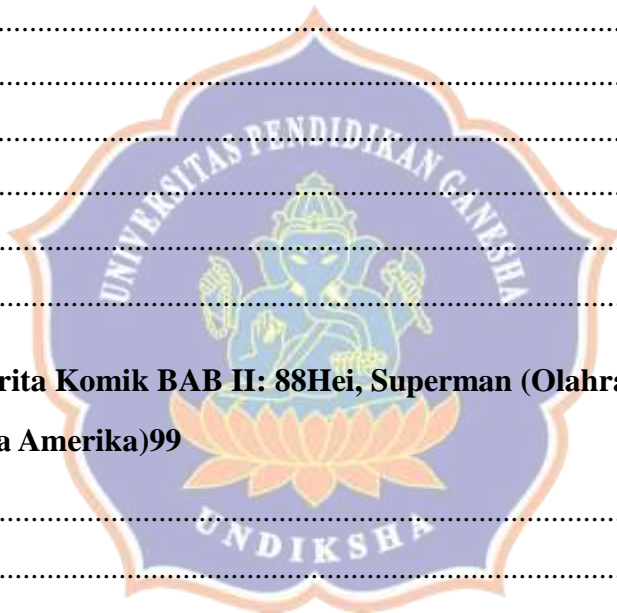 ........................................................................
........................................................................
........................................................................
........................................................................
........................................................................
........................................................................
UNIVERSITAS PENDIDIKAN GANESHA
rita Komik BAB II: 88Hei, Superman (Olahra
a Amerika)99
........................................................................
UNDIKSHA
........................................................................